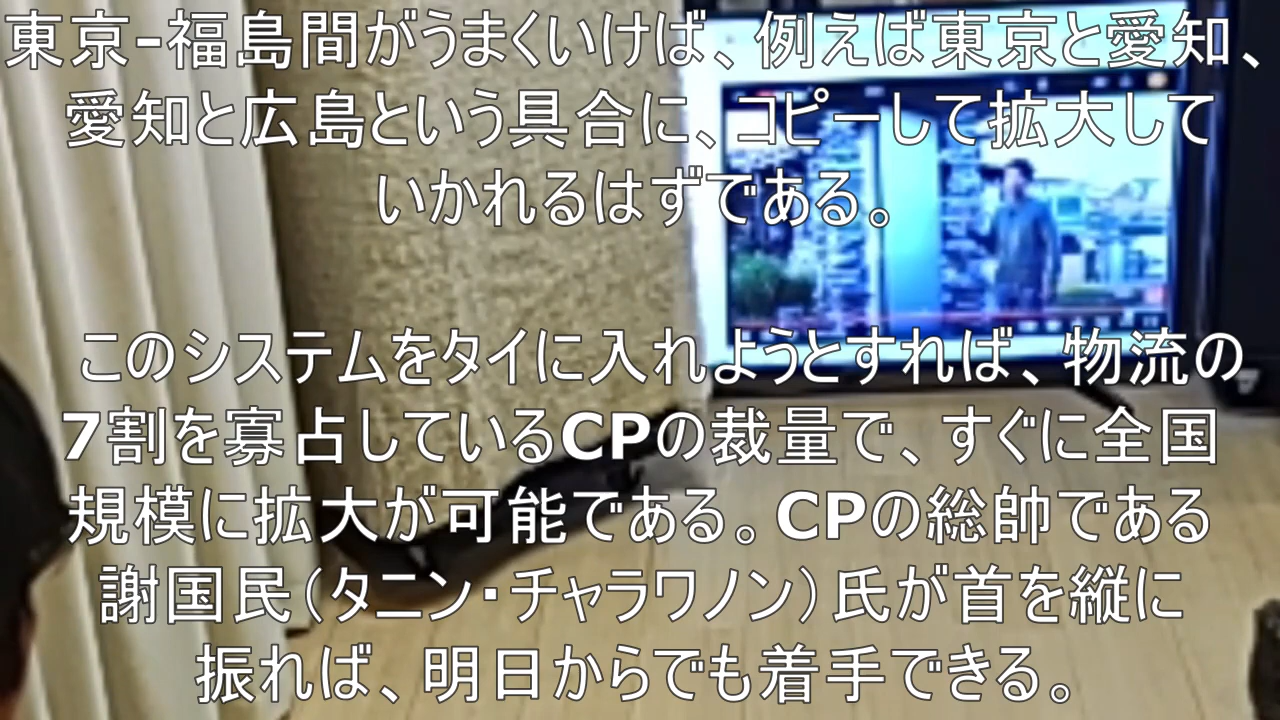 東京-福島間がうまくいけば、例えば東京と愛知、
愛知と広島という具合に、コピーして拡大して
いかれるはずである。
このシステムをタイに入れようとすれば、物流の
7割を寡占しているCPの裁量で、すぐに全国
規模に拡大が可能である。CPの総帥である
謝国民（タニン・チャラワノン）氏が首を縦に
振れば、明日からでも着手できる。